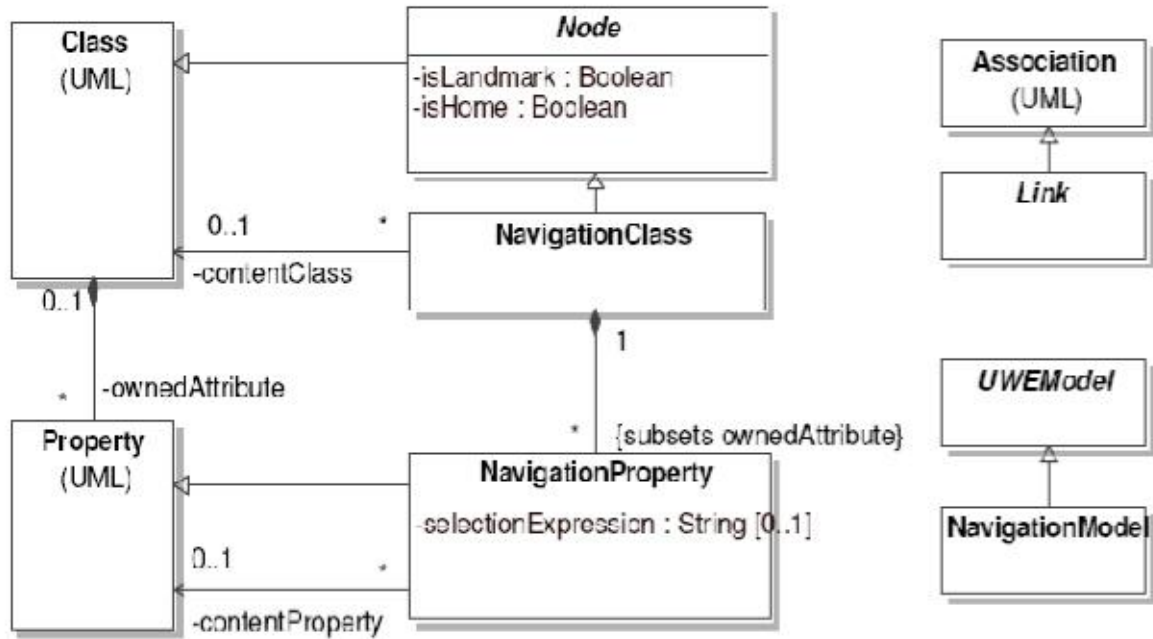 Class
(UML)
Node
-isLandmark : Boolean
-isHome : Boolean
Association
(UML)
Link
0..1
*
NavigationClass
-contentClass
0..1
1
-ownedAttribute
*
*
{subsets ownedAttribute}
UWEModel
Property
(UML)
NavigationProperty
-selectionExpression : String [0..1]
NavigationModel
0..1
*
-contentProperty